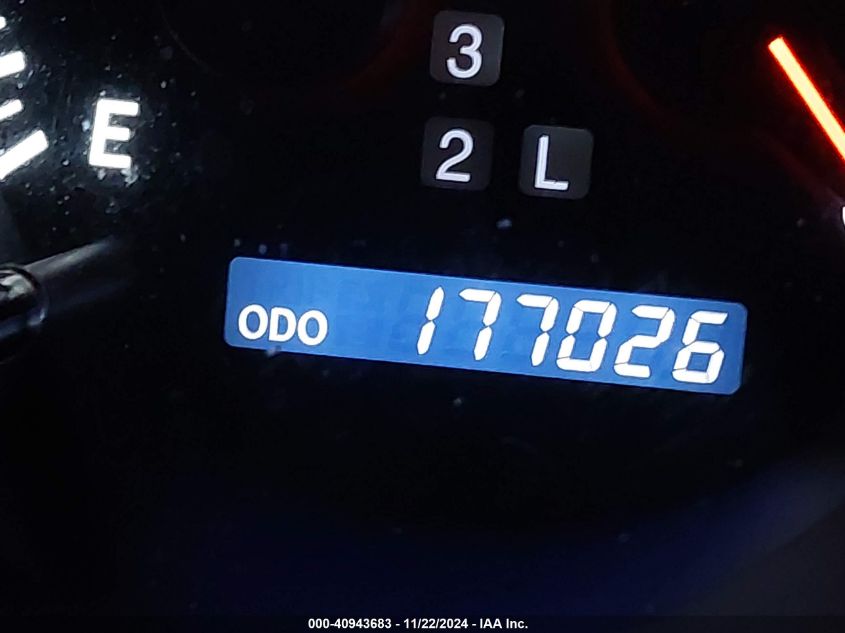 3
E
2 L
ODO 177026
000-40943683 - 11/22/2024 - IAA Inc.